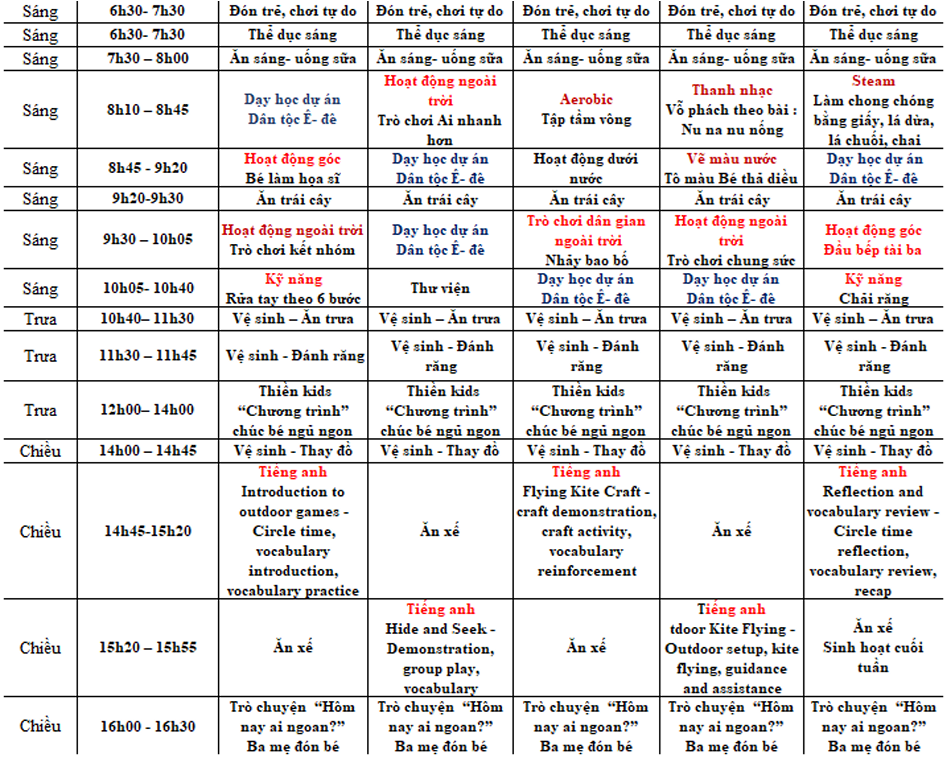 Sáng 6h30- 7h30 Đón trẻ, chơi tự do Đón trẻ, chơi tự do Đón trẻ, chơi tự do Đón trẻ, chơi tự do Đón trẻ, chơi tự do
Sáng 6h30- 7h30 Thể dục sáng Thể dục sáng Thể dục sáng Thể dục sáng Thể dục sáng
Sáng 7h30 – 8h00 Ăn sáng- uống sữa Ăn sáng- uống sữa Ăn sáng- uống sữa Ăn sáng- uống sữa Ăn sáng- uống sữa
Sáng 8h10 – 8h45
Dạy học dự án
Dân tộc Ê- đê
Hoạt động ngoài
trời
Trò chơi Ai nhanh
hơn
Aerobic
Tập tầm vông
Thanh nhạc
Vỗ phách theo bài :
Nu na nu nống
Steam
Làm chong chóng
bằng giấy, lá dừa,
lá chuối, chai
Sáng 8h45 - 9h20
Hoạt động góc
Bé làm họa sĩ
Dạy học dự án
Dân tộc Ê- đê
Hoạt động dưới
nước
Vẽ màu nước
Tô màu Bé thả diều
Dạy học dự án
Dân tộc Ê- đê
Sáng 9h20-9h30 Ăn trái cây Ăn trái cây Ăn trái cây Ăn trái cây Ăn trái cây
Sáng 9h30 – 10h05
Hoạt động ngoài trời
Trò chơi kết nhóm
Dạy học dự án
Dân tộc Ê- đê
Trò chơi dân gian
ngoài trời
Nhảy bao bố
Hoạt động ngoài
trời
Trò chơi chung sức
Hoạt động góc
Đầu bếp tài ba
Sáng 10h05- 10h40
Kỹ năng
Rửa tay theo 6 bước
Thư viện
Dạy học dự án
Dân tộc Ê- đê
Dạy học dự án
Dân tộc Ê- đê
Kỹ năng
Chải răng
Trưa 10h40– 11h30 Vệ sinh – Ăn trưa Vệ sinh – Ăn trưa Vệ sinh – Ăn trưa Vệ sinh – Ăn trưa Vệ sinh – Ăn trưa
Trưa 11h30 – 11h45
Vệ sinh - Đánh răng
Vệ sinh - Đánh
răng
Vệ sinh - Đánh
răng
Vệ sinh - Đánh
răng
Vệ sinh - Đánh
răng
Trưa 12h00– 14h00
Thiền kids
“Chương trình”
chúc bé ngủ ngon
Thiền kids
“Chương trình”
chúc bé ngủ ngon
Thiền kids
“Chương trình”
chúc bé ngủ ngon
Thiền kids
“Chương trình”
chúc bé ngủ ngon
Thiền kids
“Chương trình”
chúc bé ngủ ngon
Chiều 14h00 – 14h45 Vệ sinh - Thay đồ Vệ sinh - Thay đồ Vệ sinh - Thay đồ Vệ sinh - Thay đồ Vệ sinh - Thay đồ
Chiều 14h45-15h20
Tiếng anh
Introduction to
outdoor games -
Circle time,
vocabulary
introduction,
vocabulary practice
Ăn xế
Tiếng anh
Flying Kite Craft -
craft demonstration,
craft activity,
vocabulary
reinforcement
Ăn xế
Tiếng anh
Reflection and
vocabulary review -
Circle time
reflection,
vocabulary review,
recap
Chiều 15h20 – 15h55
Ăn xế
Tiếng anh
Hide and Seek -
Demonstration,
group play,
vocabulary
Ăn xế
Tiếng anh
tdoor Kite Flying -
Outdoor setup, kite
flying, guidance
and assistance
Ăn xế
Sinh hoạt cuối
tuần
Chiều 16h00 - 16h30
Trò chuyện “Hôm
nay ai ngoan?”
Ba mẹ đón bé
Trò chuyện “Hôm
nay ai ngoan?”
Ba mẹ đón bé
Trò chuyện “Hôm
nay ai ngoan?”
Ba mẹ đón bé
Trò chuyện “Hôm
nay ai ngoan?”
Ba mẹ đón bé
Trò chuyện “Hôm
nay ai ngoan?”
Ba mẹ đón bé